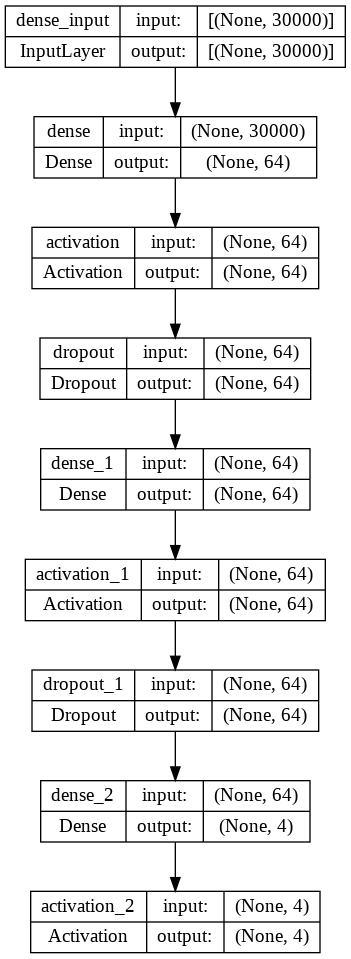 dense_input input: [(None, 30000)]
InputLayer output: [(None, 30000)]
dense input: (None, 30000)
Dense output: (None, 64)
activation input: (None, 64)
Activation output: (None, 64)
dropout input: (None, 64)
Dropout output: (None, 64)
dense_1 input: (None, 64)
Dense output: (None, 64)
activation_1 input: (None, 64)
Activation output: (None, 64)
dropout_1 input: (None, 64)
Dropout output: (None, 64)
dense_2 input: (None, 64)
Dense output: (None, 4)
activation_2 input: (None, 4)
Activation output: (None, 4)